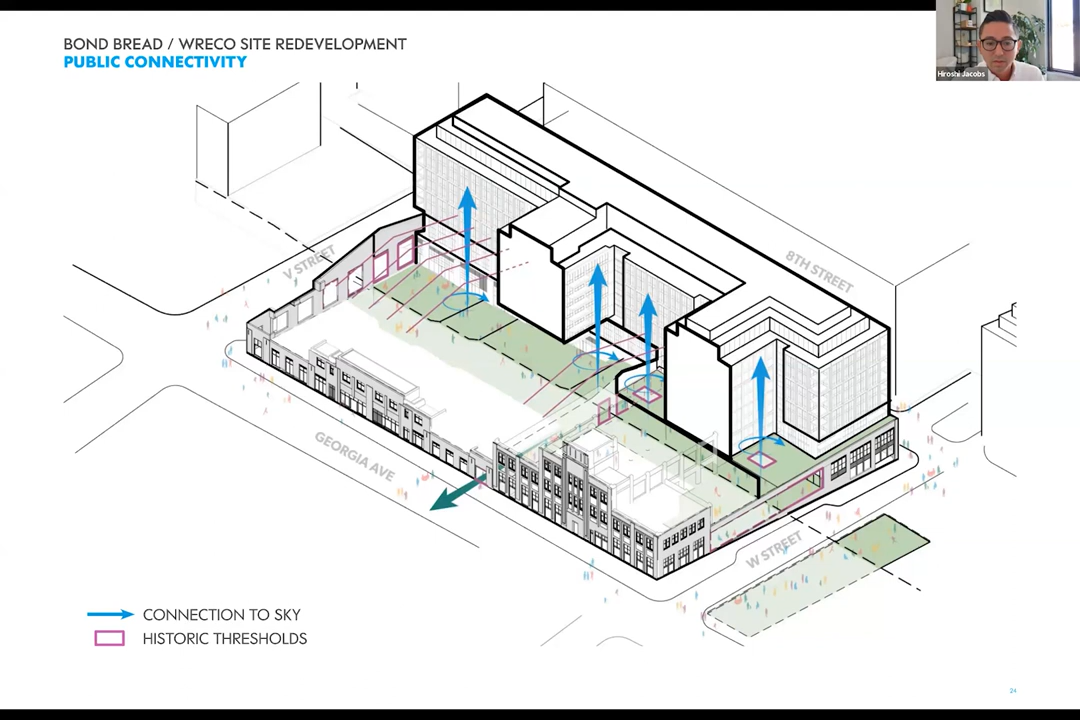 BOND BREAD / WRECO SITE REDEVELOPMENT
PUBLIC CONNECTIVITY
Hiroshi Jacobs
V STREET
8TH STREET
GEORGIA AVE
W STREET
CONNECTION TO SKY
HISTORIC THRESHOLDS
24